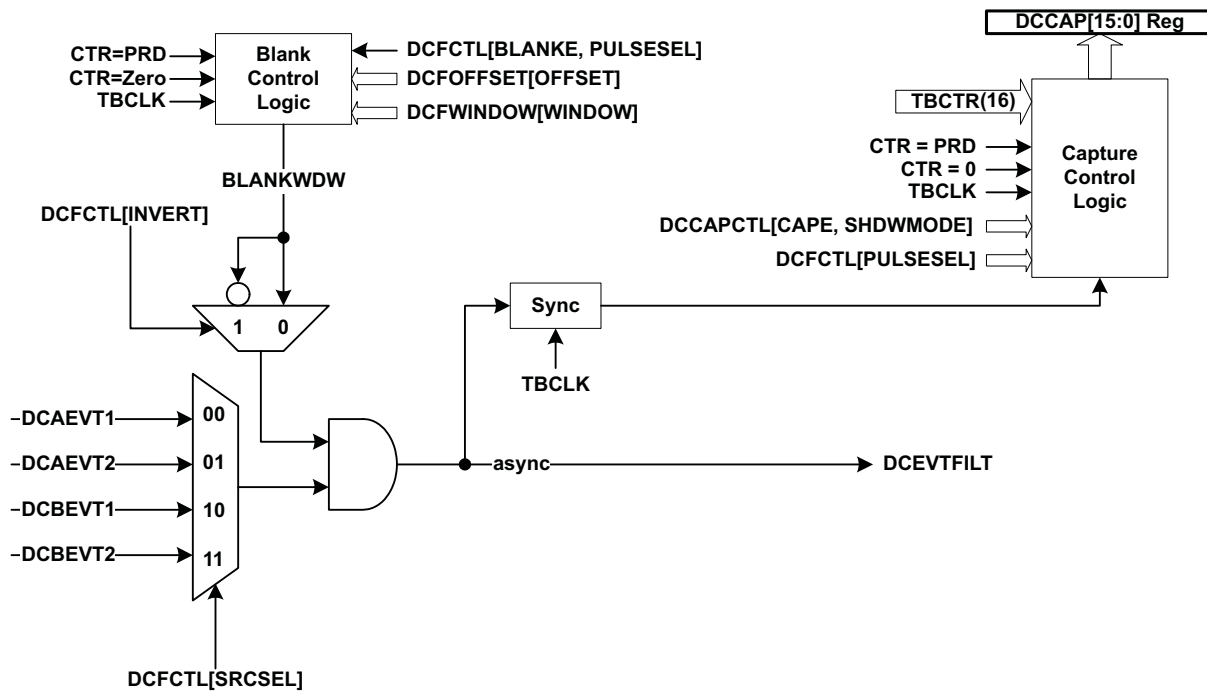 DCCAP[15:0] Reg
CTR=PRD
CTR=Zero
TBCLK
Blank
Control
Logic
DCFCTL[BLANKE, PULSESEL]
DCFOFFSET[OFFSET]
DCFWINDOW[WINDOW]
TBCTR(16)
CTR = PRD
CTR = 0
TBCLK
DCCAPCTL[CAPE, SHDWMODE]
DCFCTL[PULSESEL]
Capture
Control
Logic
BLANKWDW
DCFCTL[INVERT]
1 0
Sync
TBCLK
DCAEVT1
DCAEVT2
DCBEVT1
DCBEVT2
00
01
10
11
async
DCEVTFILT
DCFCTL[SRCSEL]